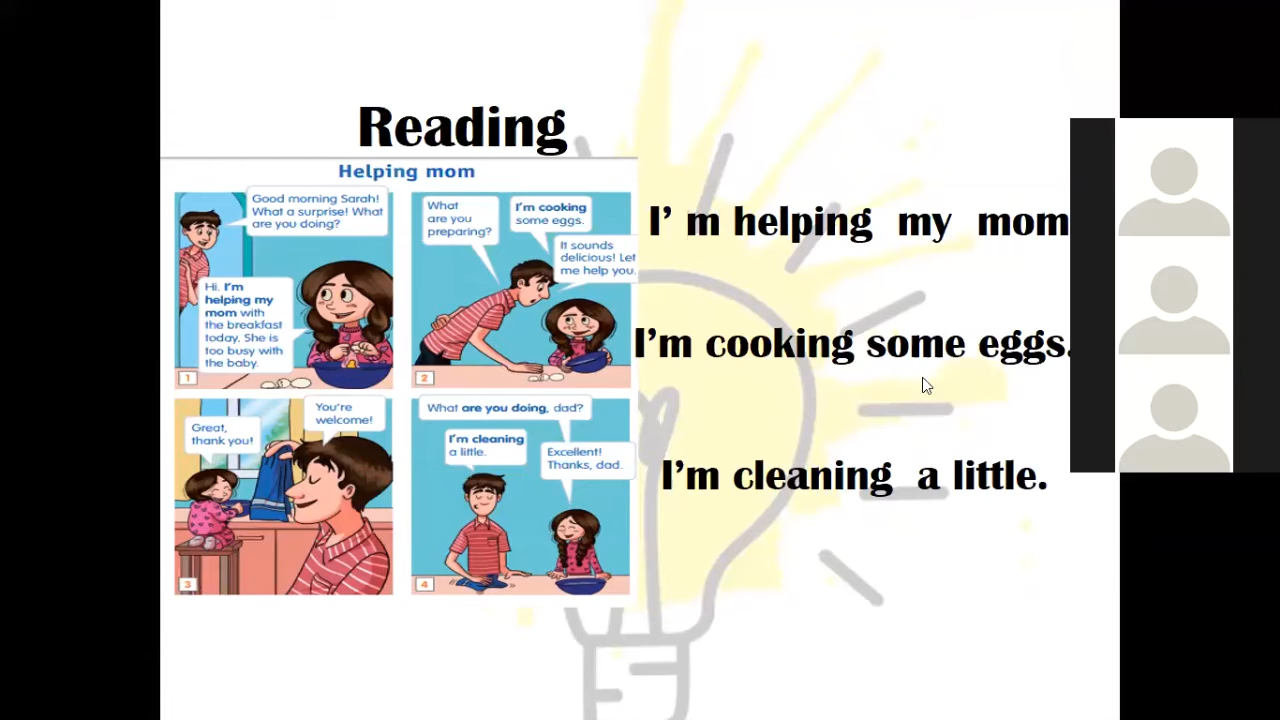 Reading
Helping mom
Good morning Sarah!
What a surprise! What
are you doing?
Hi. I'm
helping my
mom with
the breakfast
today. She is
too busy with
the baby.
1
What
are you
preparing?
I'm cooking
some eggs.
It sounds
delicious! Let
me help you.
2
Great,
thank you!
You're
welcome!
3
What are you doing, dad?
I'm cleaning
a little.
Excellent!
Thanks, dad.
4
I' m helping my mom
I'm cooking some eggs.
I'm cleaning a little.